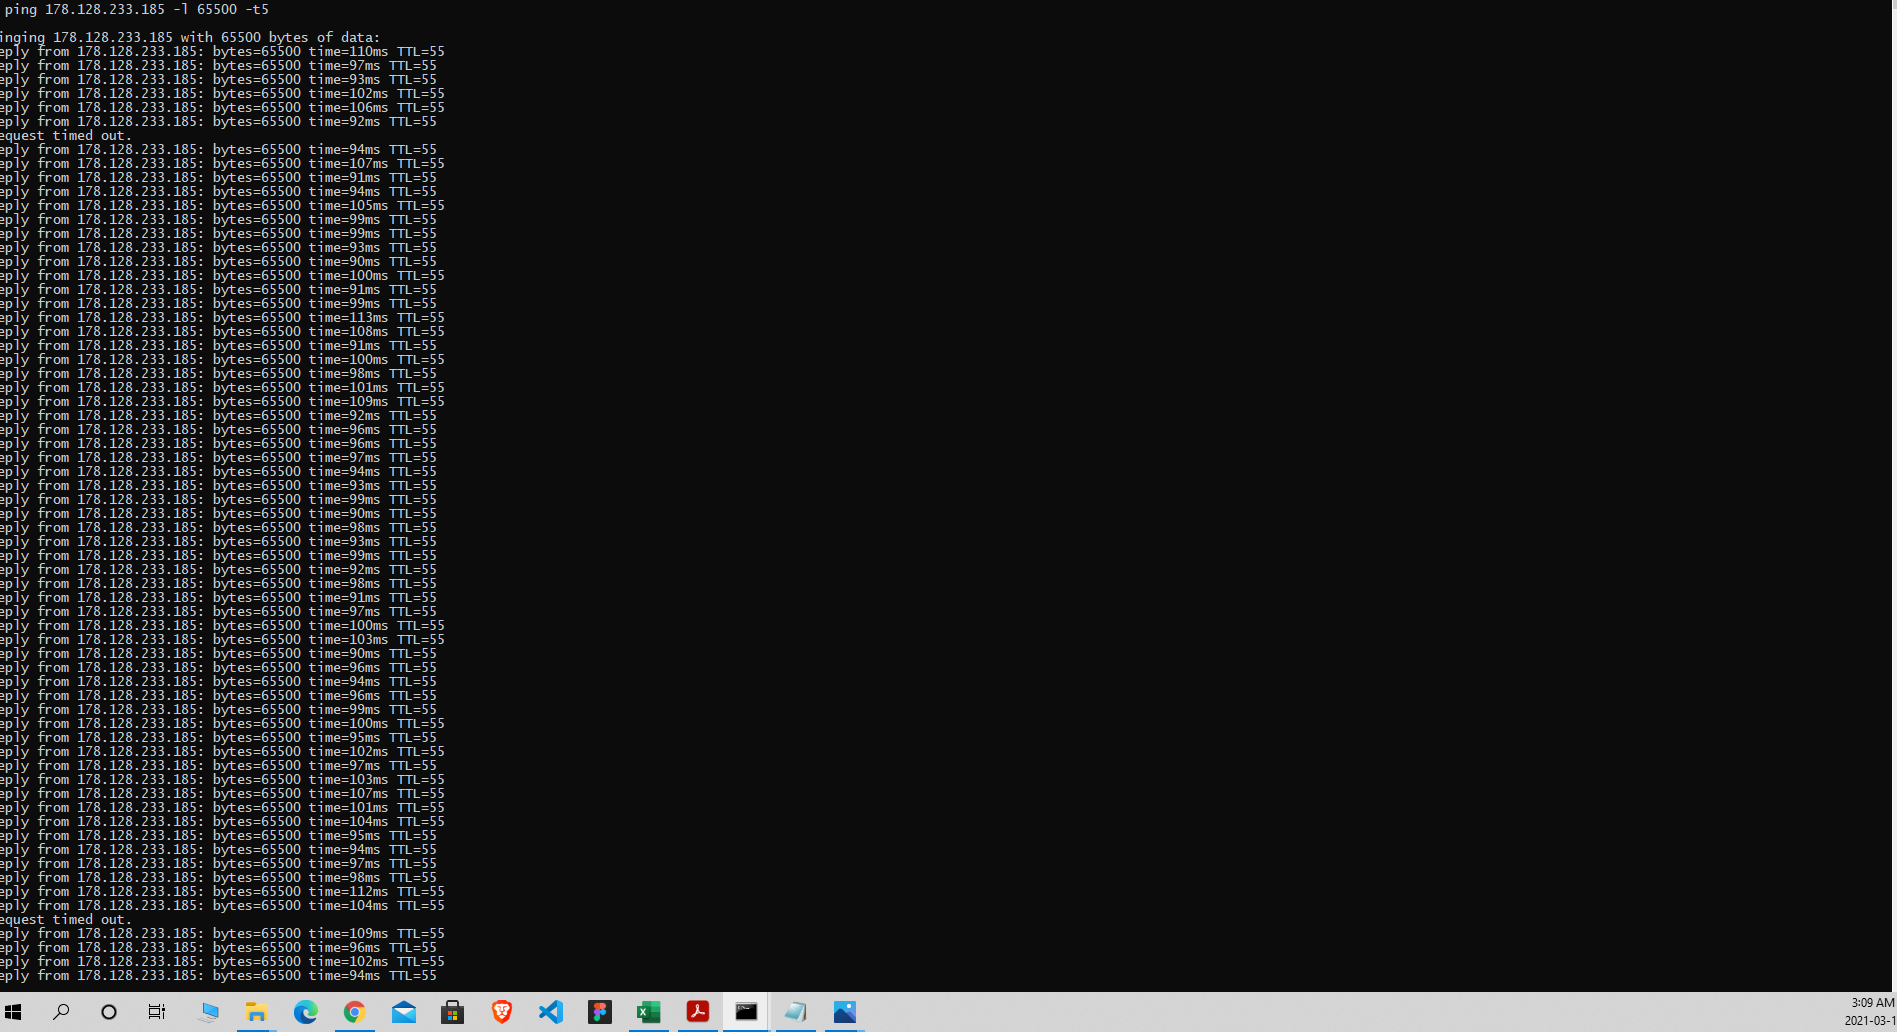 ping 178.128.233.185 -l 65500 -t5
inging 178.128.233.185 with 65500 bytes of data:
eply from 178.128.233.185: bytes=65500 time=110ms TTL=55
eply from 178.128.233.185: bytes=65500 time=97ms TTL=55
eply from 178.128.233.185: bytes=65500 time=93ms TTL=55
eply from 178.128.233.185: bytes=65500 time=102ms TTL=55
eply from 178.128.233.185: bytes=65500 time=106ms TTL=55
eply from 178.128.233.185: bytes=65500 time=92ms TTL=55
equest timed out.
eply from 178.128.233.185: bytes=65500 time=94ms TTL=55
eply from 178.128.233.185: bytes=65500 time=107ms TTL=55
eply from 178.128.233.185: bytes=65500 time=91ms TTL=55
eply from 178.128.233.185: bytes=65500 time=94ms TTL=55
eply from 178.128.233.185: bytes=65500 time=105ms TTL=55
eply from 178.128.233.185: bytes=65500 time=99ms TTL=55
eply from 178.128.233.185: bytes=65500 time=99ms TTL=55
eply from 178.128.233.185: bytes=65500 time=93ms TTL=55
eply from 178.128.233.185: bytes=65500 time=90ms TTL=55
eply from 178.128.233.185: bytes=65500 time=100ms TTL=55
eply from 178.128.233.185: bytes=65500 time=91ms TTL=55
eply from 178.128.233.185: bytes=65500 time=99ms TTL=55
eply from 178.128.233.185: bytes=65500 time=113ms TTL=55
eply from 178.128.233.185: bytes=65500 time=108ms TTL=55
eply from 178.128.233.185: bytes=65500 time=91ms TTL=55
eply from 178.128.233.185: bytes=65500 time=100ms TTL=55
eply from 178.128.233.185: bytes=65500 time=98ms TTL=55
eply from 178.128.233.185: bytes=65500 time=101ms TTL=55
eply from 178.128.233.185: bytes=65500 time=109ms TTL=55
eply from 178.128.233.185: bytes=65500 time=92ms TTL=55
eply from 178.128.233.185: bytes=65500 time=96ms TTL=55
eply from 178.128.233.185: bytes=65500 time=96ms TTL=55
eply from 178.128.233.185: bytes=65500 time=97ms TTL=55
eply from 178.128.233.185: bytes=65500 time=94ms TTL=55
eply from 178.128.233.185: bytes=65500 time=93ms TTL=55
eply from 178.128.233.185: bytes=65500 time=99ms TTL=55
eply from 178.128.233.185: bytes=65500 time=90ms TTL=55
eply from 178.128.233.185: bytes=65500 time=98ms TTL=55
eply from 178.128.233.185: bytes=65500 time=93ms TTL=55
eply from 178.128.233.185: bytes=65500 time=99ms TTL=55
eply from 178.128.233.185: bytes=65500 time=92ms TTL=55
eply from 178.128.233.185: bytes=65500 time=98ms TTL=55
eply from 178.128.233.185: bytes=65500 time=91ms TTL=55
eply from 178.128.233.185: bytes=65500 time=97ms TTL=55
eply from 178.128.233.185: bytes=65500 time=100ms TTL=55
eply from 178.128.233.185: bytes=65500 time=103ms TTL=55
eply from 178.128.233.185: bytes=65500 time=90ms TTL=55
eply from 178.128.233.185: bytes=65500 time=96ms TTL=55
eply from 178.128.233.185: bytes=65500 time=94ms TTL=55
eply from 178.128.233.185: bytes=65500 time=96ms TTL=55
eply from 178.128.233.185: bytes=65500 time=99ms TTL=55
eply from 178.128.233.185: bytes=65500 time=100ms TTL=55
eply from 178.128.233.185: bytes=65500 time=95ms TTL=55
eply from 178.128.233.185: bytes=65500 time=102ms TTL=55
eply from 178.128.233.185: bytes=65500 time=97ms TTL=55
eply from 178.128.233.185: bytes=65500 time=103ms TTL=55
eply from 178.128.233.185: bytes=65500 time=107ms TTL=55
eply from 178.128.233.185: bytes=65500 time=101ms TTL=55
eply from 178.128.233.185: bytes=65500 time=104ms TTL=55
eply from 178.128.233.185: bytes=65500 time=95ms TTL=55
eply from 178.128.233.185: bytes=65500 time=94ms TTL=55
eply from 178.128.233.185: bytes=65500 time=97ms TTL=55
eply from 178.128.233.185: bytes=65500 time=98ms TTL=55
eply from 178.128.233.185: bytes=65500 time=112ms TTL=55
eply from 178.128.233.185: bytes=65500 time=104ms TTL=55
equest timed out.
eply from 178.128.233.185: bytes=65500 time=109ms TTL=55
eply from 178.128.233.185: bytes=65500 time=96ms TTL=55
eply from 178.128.233.185: bytes=65500 time=102ms TTL=55
eply from 178.128.233.185: bytes=65500 time=94ms TTL=55
3:09 AM
2021-03-1